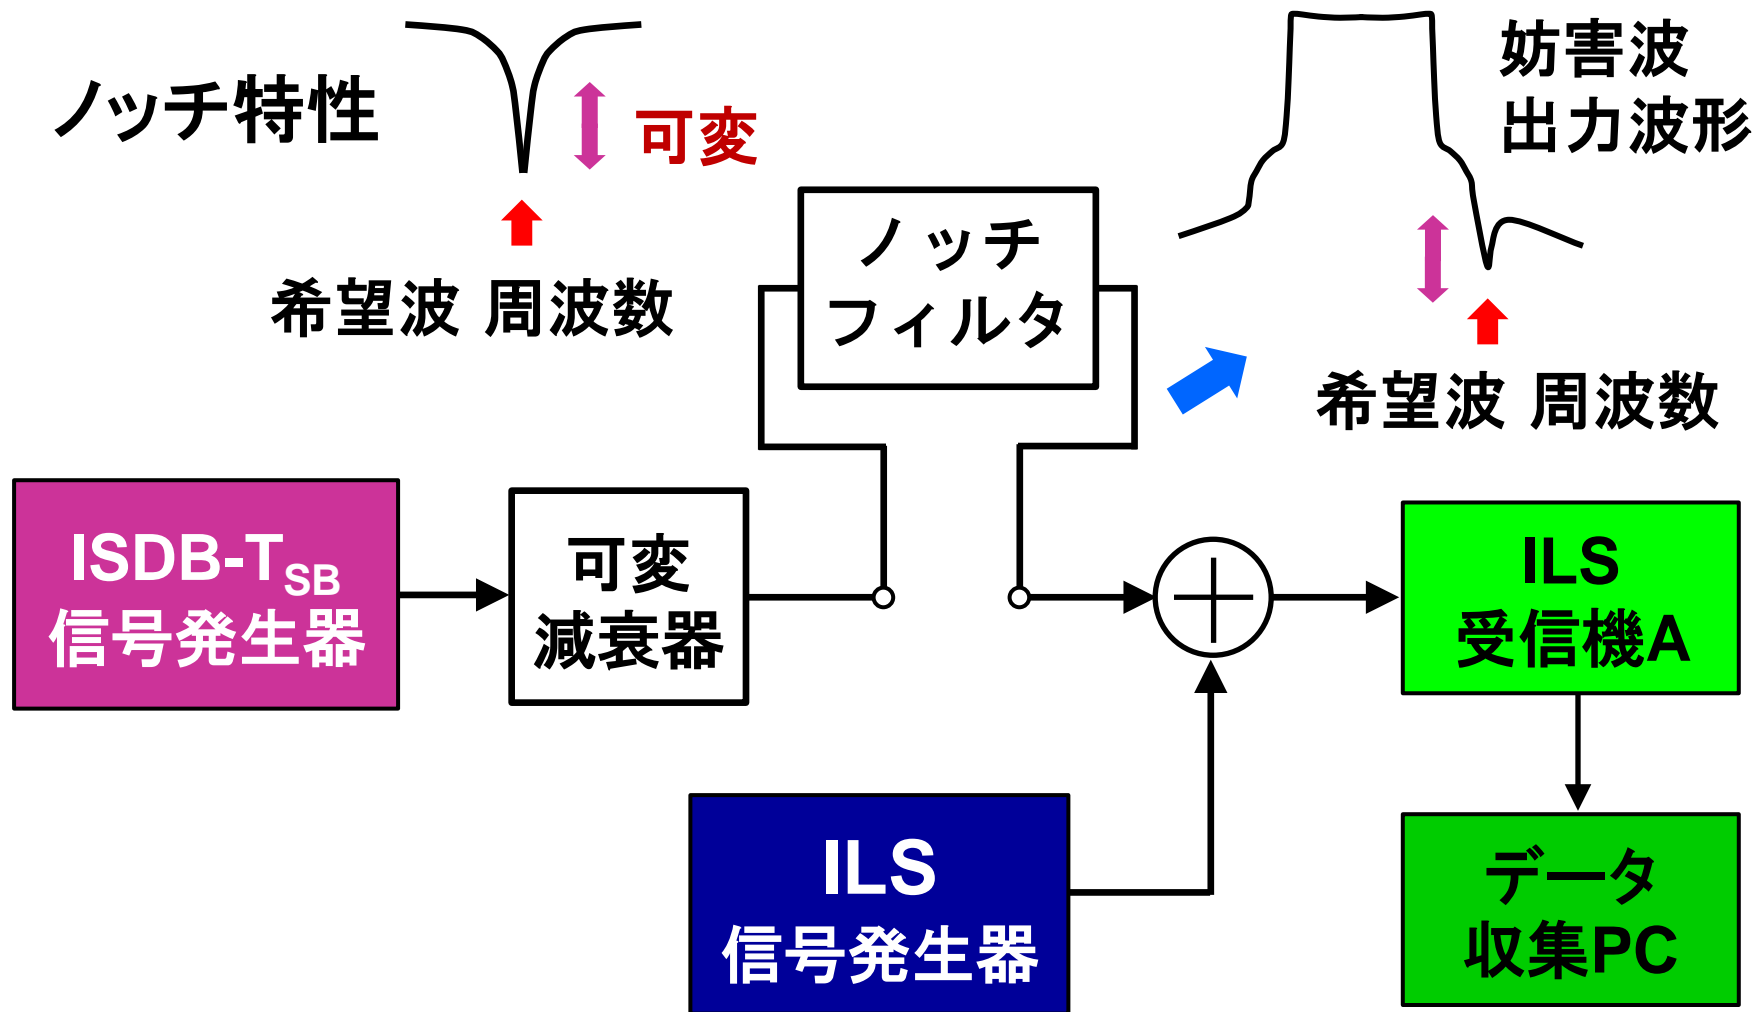 ノッチ特性
可変
希望波 周波数
妨害波
出力波形
希望波 周波数
ノッチ
フィルタ
ISDB-TSB
信号発生器
可変
減衰器
ILS
受信機A
ILS
信号発生器
データ
収集PC